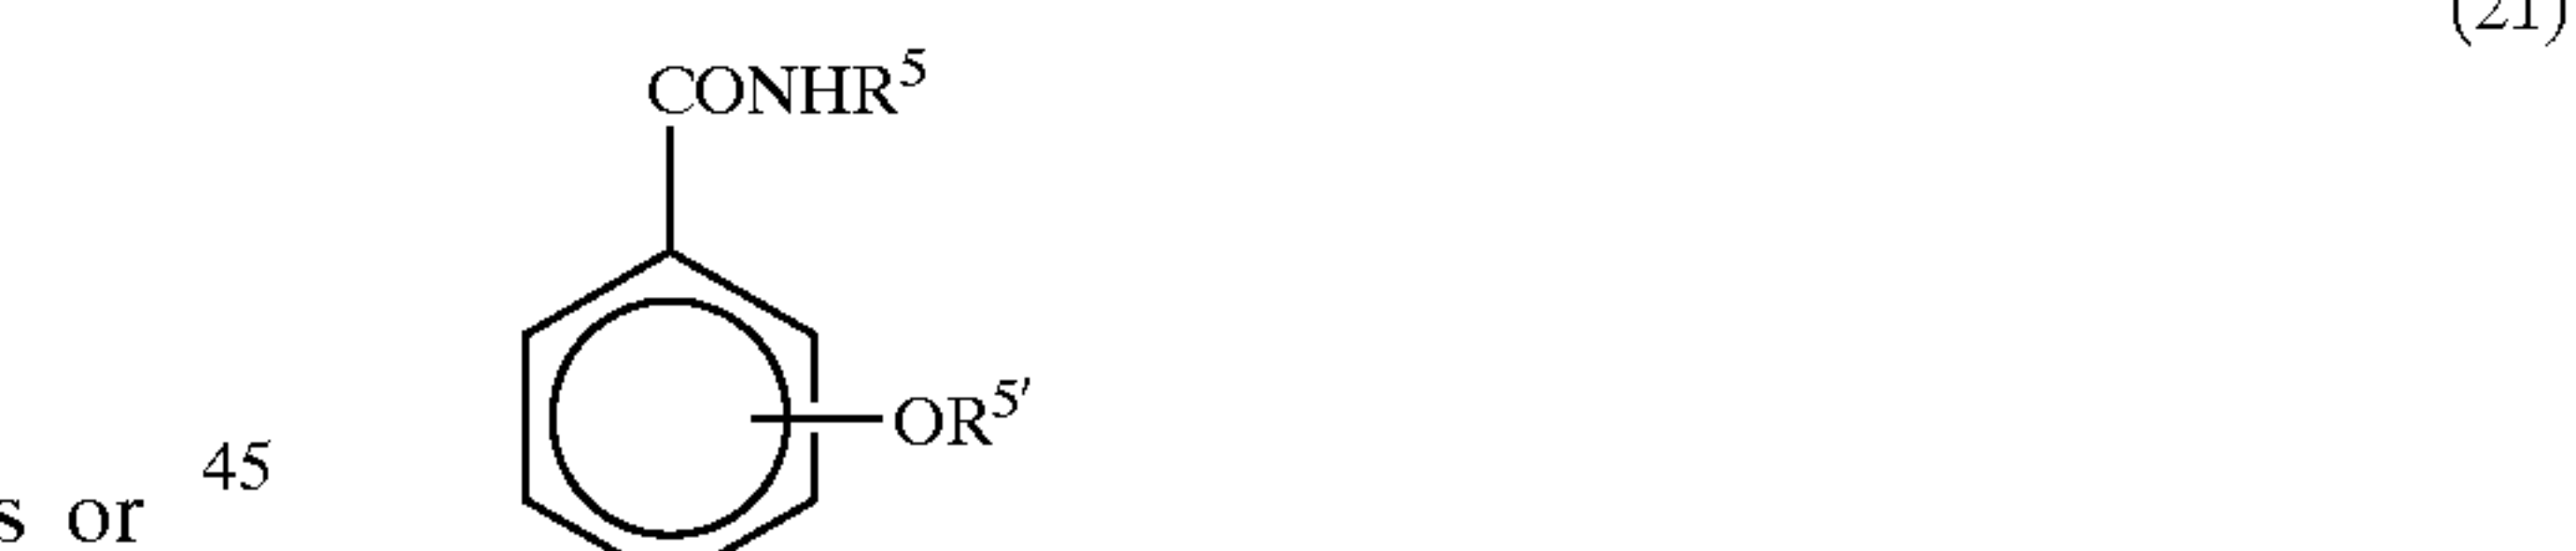 (21)
CONHR⁵
OR⁵′
45
s or